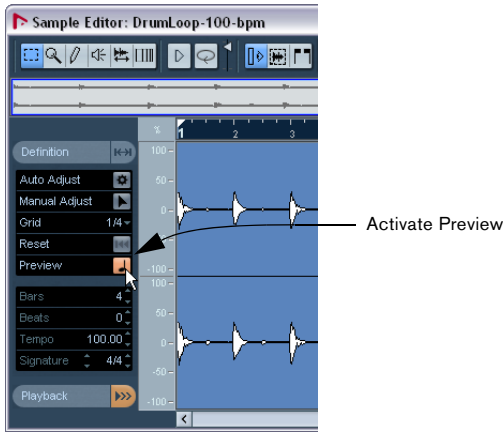 Sample Editor: DrumLoop-100-bpm
% 1 2 3
Definition
100
Auto Adjust
50
Manual Adjust
Grid 1/4
0
Reset
Preview
Activate Preview
-100
Bars 4
100
Beats 0
50
Tempo 100.00
0
Signature 4/4
-50
Playback
-100